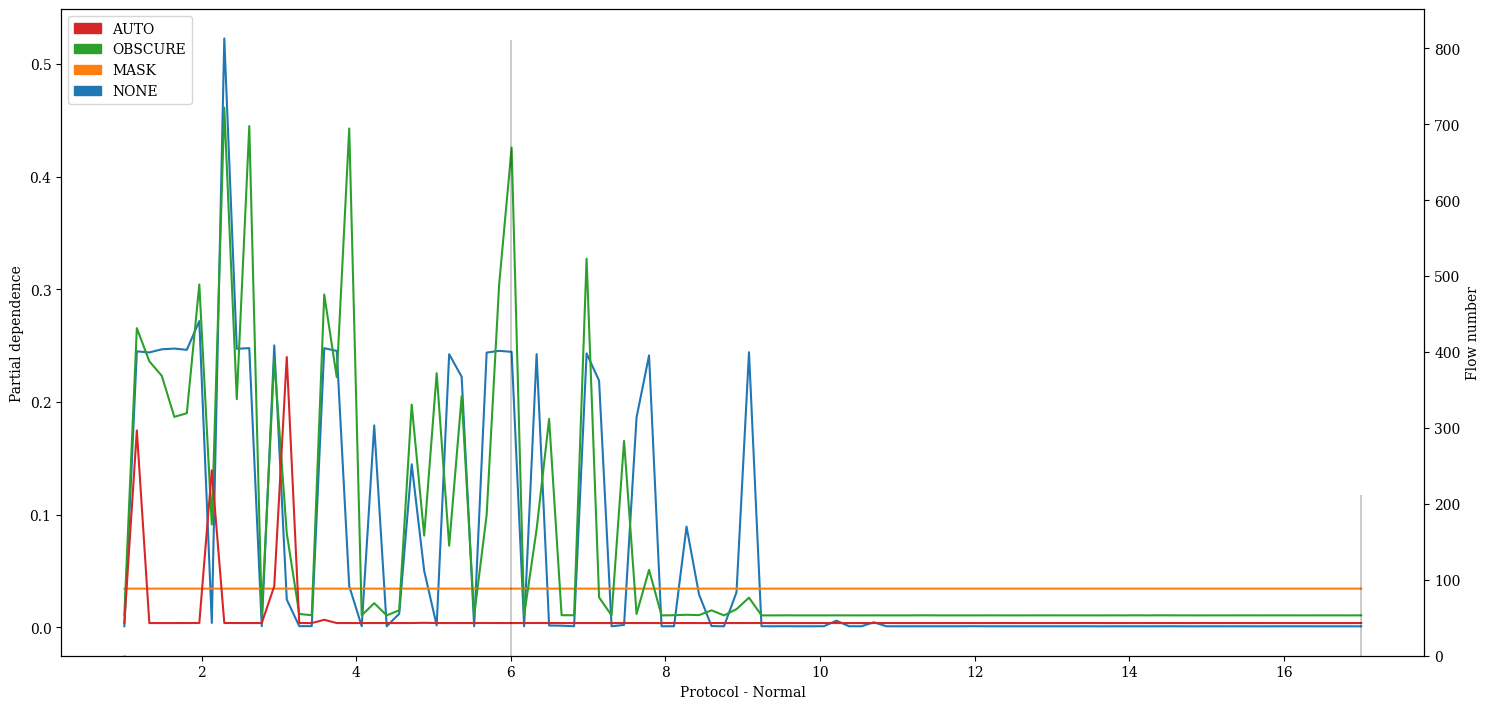 AUTO
OBSCURE
MASK
NONE
0.5
0.4
0.3
0.2
0.1
0.0
Partial dependence
800
700
600
500
400
300
200
100
0
Flow number
2 4 6 8 10 12 14 16
Protocol - Normal